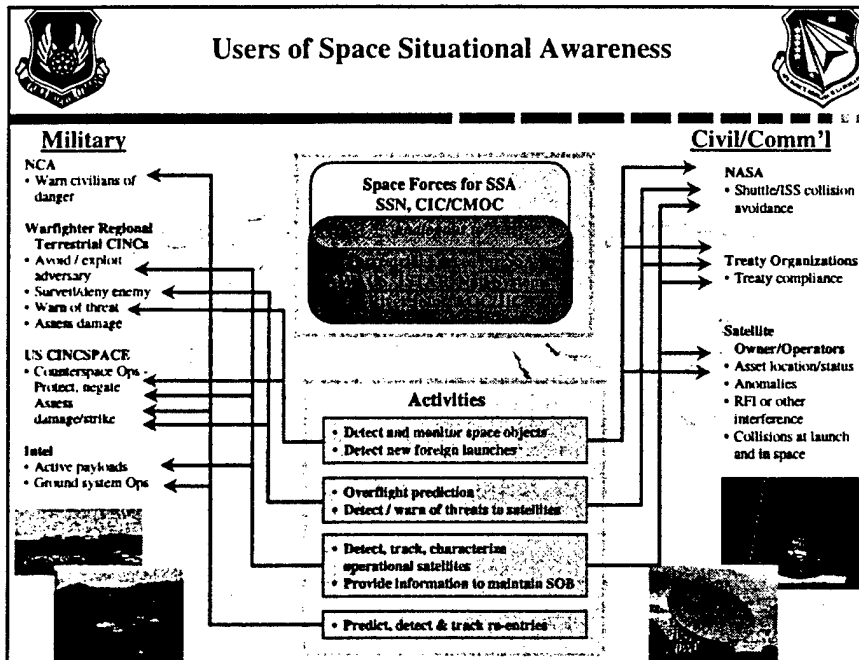 Users of Space Situational Awareness
Military
NCA
• Warn civilians of
danger
Warfighter Regional
Terrestrial CINCs
• Avoid / exploit
adversary
• Surveil/deny enemy
• Warn of threat
• Assess damage
US CINCSPACE
• Counterspace Ops -
Protect, negate
Assess
damage/strike
Intel
• Active payloads
• Ground system Ops
Space Forces for SSA
SSN, CIC/CMOC
Activities
• Detect and monitor space objects
• Detect new foreign launches
• Overflight prediction
• Detect / warn of threats to satellites
• Detect, track, characterize
operational satellites
• Provide information to maintain SOB
• Predict, detect & track re-entries
Civil/Comm'l
NASA
• Shuttle/ISS collision
avoidance
Treaty Organizations
• Treaty compliance
Satellite
Owner/Operators
• Asset location/status
• Anomalies
• RFI or other
interference
• Collisions at launch
and in space